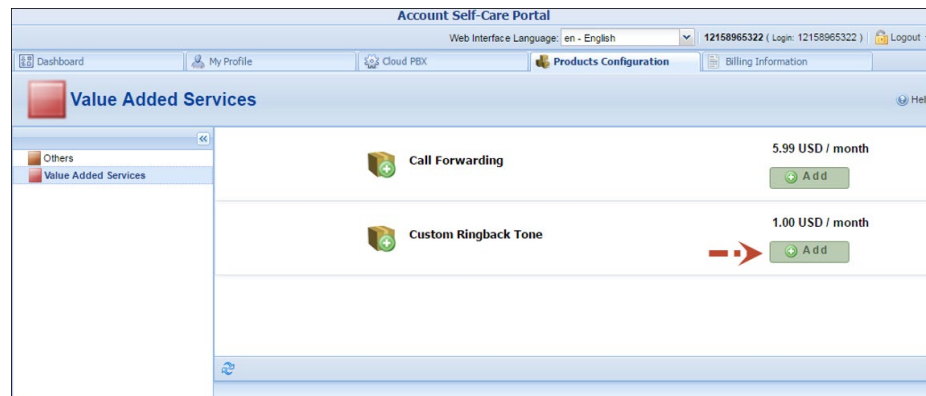 Account Self-Care Portal
Web Interface Language: en - English 12158965322 ( Login: 12158965322 ) Logout
Dashboard My Profile Cloud PBX Products Configuration Billing Information
Value Added Services
Others
Value Added Services
Call Forwarding 5.99 USD / month
Add
Custom Ringback Tone 1.00 USD / month
Add